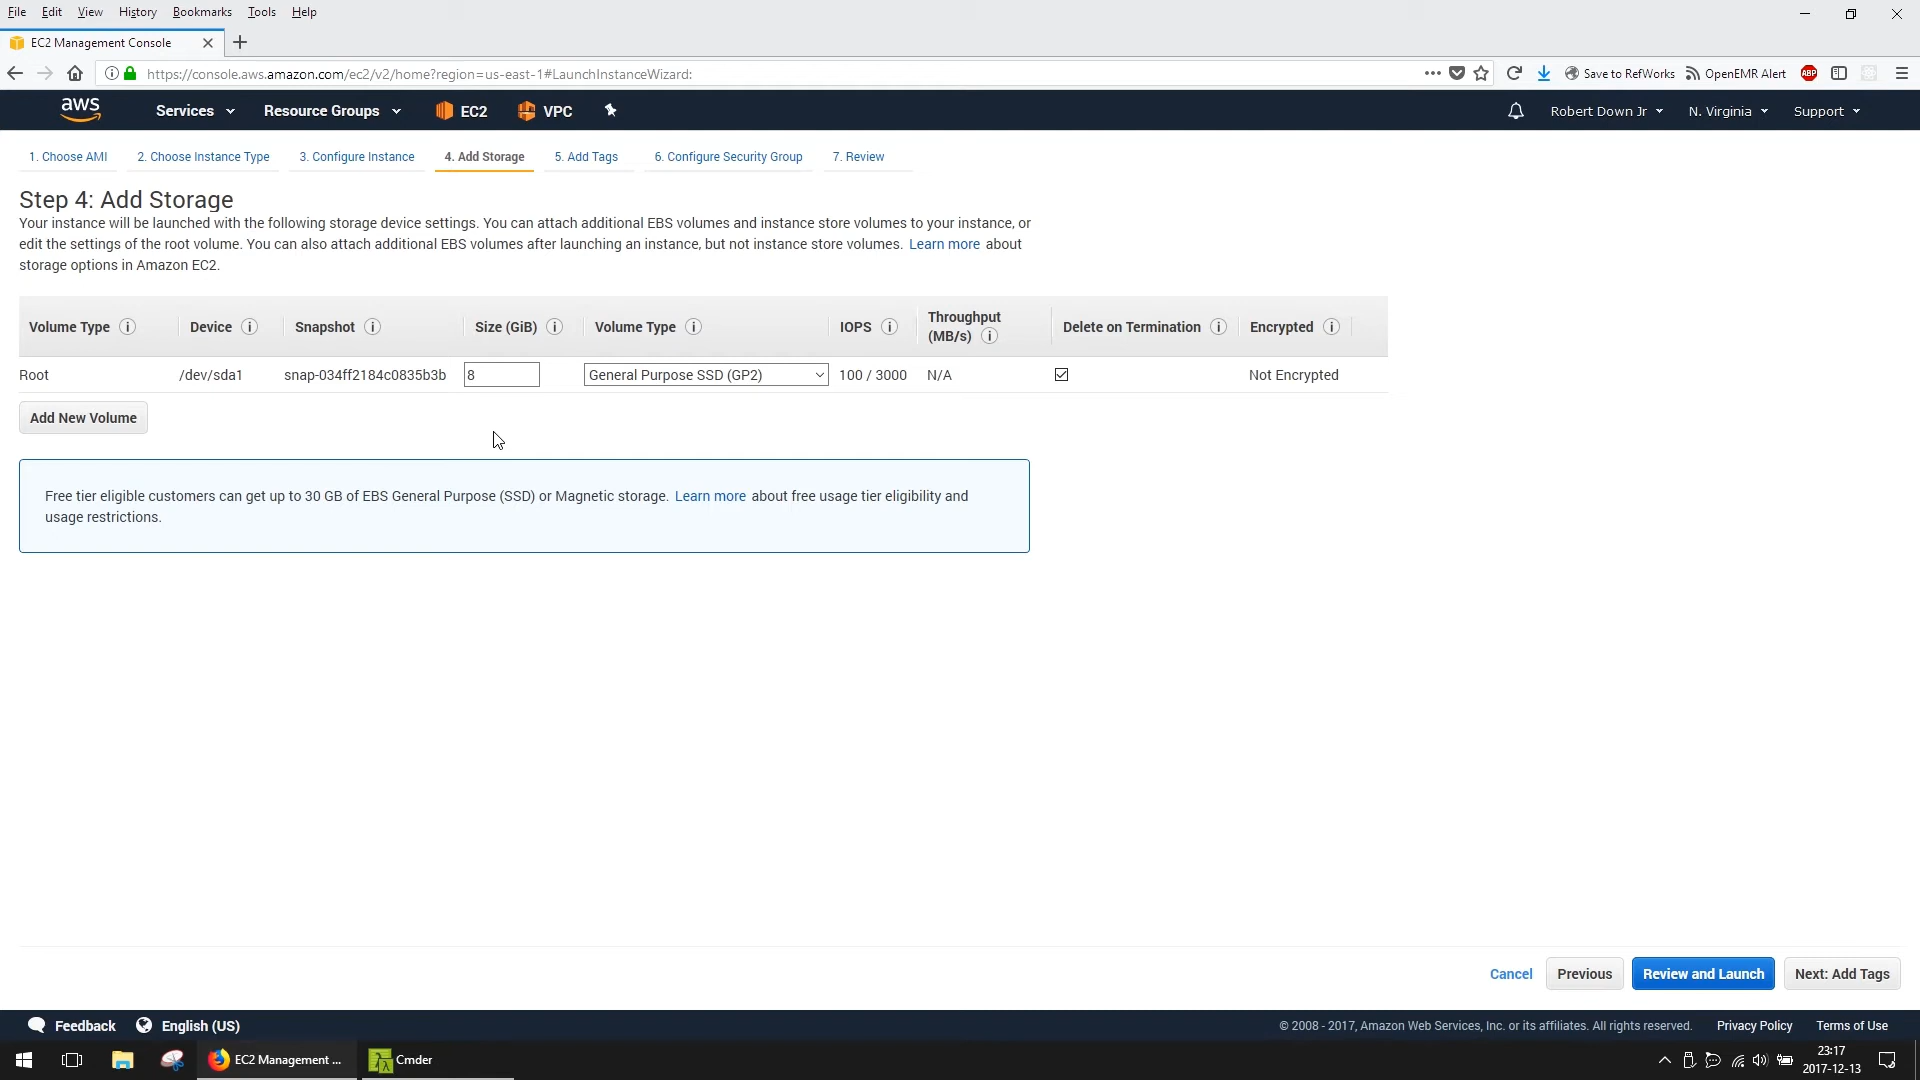 File Edit View History Bookmarks Tools Help
EC2 Management Console
https://console.aws.amazon.com/ec2/v2/home?region=us-east-1#LaunchInstanceWizard:
Save to RefWorks
OpenEMR Alert
ABP
aws
Services
Resource Groups
EC2
VPC
Robert Down Jr
N. Virginia
Support
1. Choose AMI
2. Choose Instance Type
3. Configure Instance
4. Add Storage
5. Add Tags
6. Configure Security Group
7. Review
Step 4: Add Storage
Your instance will be launched with the following storage device settings. You can attach additional EBS volumes and instance store volumes to your instance, or
edit the settings of the root volume. You can also attach additional EBS volumes after launching an instance, but not instance store volumes. Learn more about
storage options in Amazon EC2.
Volume Type
Device
Snapshot
Size (GiB)
Volume Type
IOPS
Throughput
(MB/s)
Delete on Termination
Encrypted
Root
/dev/sda1
snap-034ff2184c0835b3b
8
General Purpose SSD (GP2)
100 / 3000
N/A
Not Encrypted
Add New Volume
Free tier eligible customers can get up to 30 GB of EBS General Purpose (SSD) or Magnetic storage. Learn more about free usage tier eligibility and
usage restrictions.
Cancel
Previous
Review and Launch
Next: Add Tags
Feedback
English (US)
© 2008 - 2017, Amazon Web Services, Inc. or its affiliates. All rights reserved.
Privacy Policy
Terms of Use
EC2 Management ...
Cmder
23:17
2017-12-13